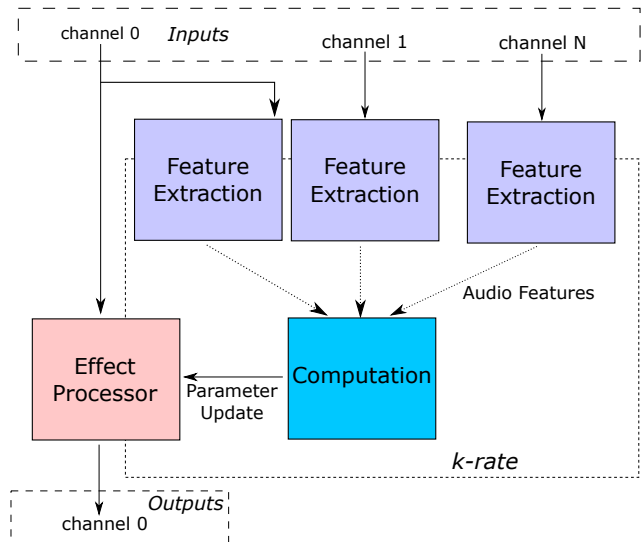 channel 0
Inputs
channel 1
channel N
Feature
Extraction
Feature
Extraction
Feature
Extraction
Audio Features
Effect
Processor
Parameter
Update
Computation
k-rate
Outputs
channel 0